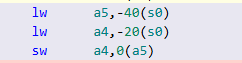 lw a5,-40(s0)
lw a4,-20(s0)
sw a4,0(a5)